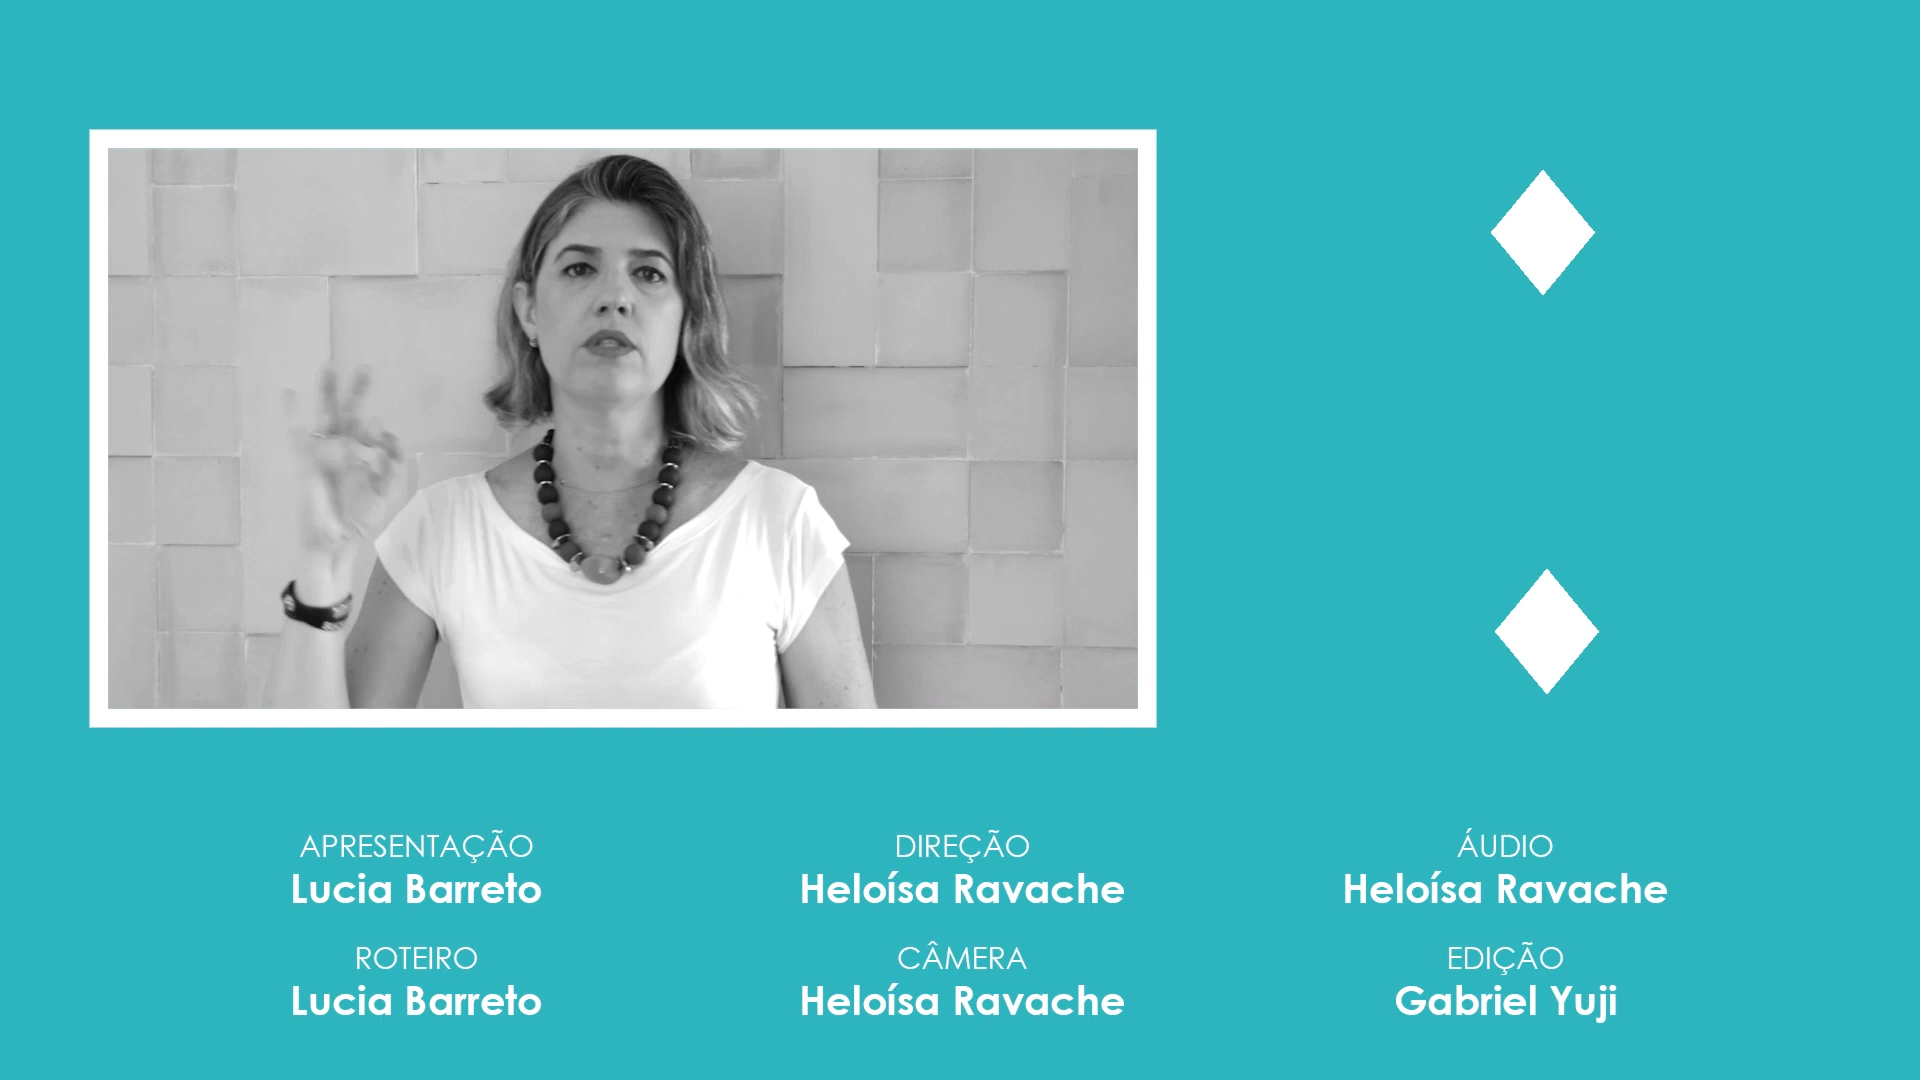 APRESENTAÇÃO
Lucia Barreto
ROTEIRO
Lucia Barreto
DIREÇÃO
Heloísa Ravache
CÂMERA
Heloísa Ravache
ÁUDIO
Heloísa Ravache
EDIÇÃO
Gabriel Yuji